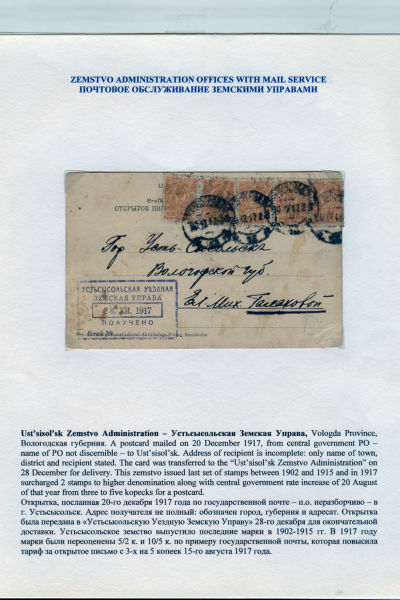 ZEMSTVO ADMINISTRATION OFFICES WITH MAIL SERVICE
ПОЧТОВОЕ ОБСЛУЖИВАНИЕ ЗЕМСКИМИ УПРАВАМИ
ОТКРЫТОЕ
Гор Усть-Сысольскъ
Вологодской губ.
Ел. Мих.
УСТЬСЫСОЛЬСКАЯ УЕЗДНАЯ
ЗЕМСКАЯ УПРАВА
28 XII. 1917
ПОЛУЧЕНО
Stockholm
Ust'sisol'sk Zemstvo Administration – Устьсысольская Земская Управа, Vologda Province,
Вологодская губерния. A postcard mailed on 20 December 1917, from central government PO –
name of PO not discernible – to Ust'sisol'sk. Address of recipient is incomplete: only name of town,
district and recipient stated. The card was transferred to the “Ust'sisol'sk Zemstvo Administration” on
28 December for delivery. This zemstvo issued last set of stamps between 1902 and 1915 and in 1917
surcharged 2 stamps to higher denomination along with central government rate increase of 20 August
of that year from three to five kopecks for a postcard.
Открытка, посланная 20-го декабря 1917 года по государственной почте – п.о. неразборчиво – в
г. Устьсысольск. Адрес получателя не полный: обозначен город, губерния и адресат. Открытка
была передана в «Устьсысольскую Уездную Земскую Управу» 28-го декабря для окончательной
доставки. Устьсысольское земство выпустило последние марки в 1902-1915 гг. В 1917 году
марки были переоценены 5/2 к. и 10/5 к. по примеру государственной почты, которая повысила
тариф за открытое письмо с 3-х на 5 копеек 15-го августа 1917 года.